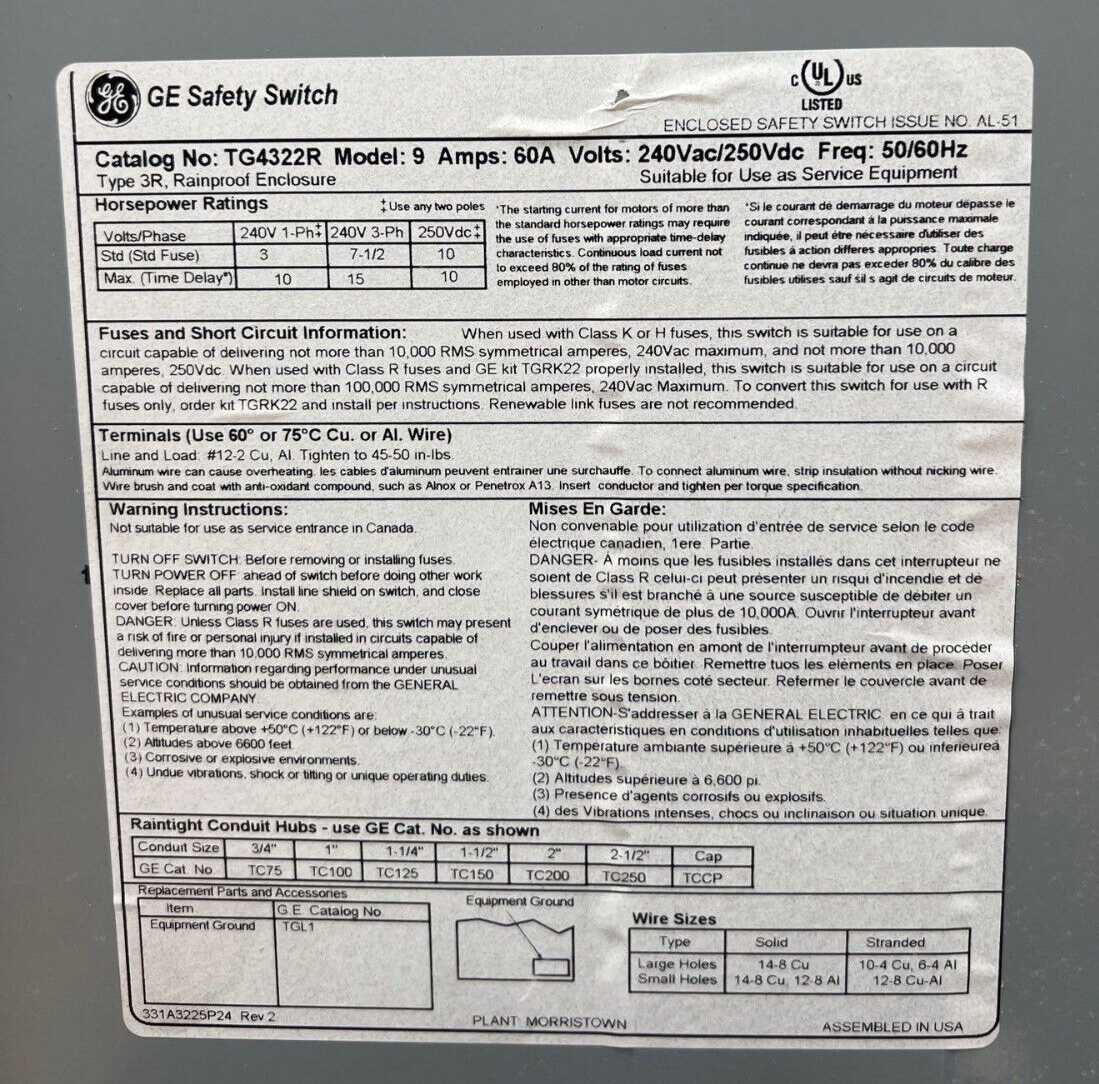 GE Safety Switch
C UL US
LISTED
ENCLOSED SAFETY SWITCH ISSUE NO. AL-51
Catalog No: TG4322R Model: 9 Amps: 60A Volts: 240Vac/250Vdc Freq: 50/60Hz
Type 3R, Rainproof Enclosure
Suitable for Use as Service Equipment
Horsepower Ratings ‡Use any two poles
Volts/Phase 240V 1-Ph‡ 240V 3-Ph 250Vdc‡
Std (Std Fuse) 3 7-1/2 10
Max. (Time Delay*) 10 15 10
*The starting current for motors of more than
the standard horsepower ratings may require
the use of fuses with appropriate time-delay
characteristics. Continuous load current not
to exceed 80% of the rating of fuses
employed in other than motor circuits.
*Si le courant de demarrage du moteur dépasse le
courant correspondant à la puissance maximale
indiquée, il peut étre nécessaire d'utiliser des
fusibles à action differes appropries. Toute charge
continue ne devra pas exceder 80% du calibre des
fusibles utilises sauf śil s agit de circuits de moteur.
Fuses and Short Circuit Information: When used with Class K or H fuses, this switch is suitable for use on a
circuit capable of delivering not more than 10,000 RMS symmetrical amperes, 240Vac maximum, and not more than 10,000
amperes, 250Vdc. When used with Class R fuses and GE kit TGRK22 properly installed, this switch is suitable for use on a circuit
capable of delivering not more than 100,000 RMS symmetrical amperes, 240Vac Maximum. To convert this switch for use with R
fuses only, order kit TGRK22 and install per instructions. Renewable link fuses are not recommended.
Terminals (Use 60° or 75°C Cu. or Al. Wire)
Line and Load: #12-2 Cu, Al. Tighten to 45-50 in-lbs.
Aluminum wire can cause overheating. les cables d'aluminum peuvent entrainer une surchauffe. To connect aluminum wire, strip insulation without nicking wire.
Wire brush and coat with anti-oxidant compound, such as Alnox or Penetrox A13. Insert conductor and tighten per torque specification.
Warning Instructions:
Not suitable for use as service entrance in Canada.
TURN OFF SWITCH: Before removing or installing fuses.
TURN POWER OFF: ahead of switch before doing other work
inside. Replace all parts. Install line shield on switch, and close
cover before turning power ON.
DANGER: Unless Class R fuses are used, this switch may present
a risk of fire or personal injury if installed in circuits capable of
delivering more than 10,000 RMS symmetrical amperes.
CAUTION: Information regarding performance under unusual
service conditions should be obtained from the GENERAL
ELECTRIC COMPANY
Examples of unusual service conditions are:
(1) Temperature above +50°C (+122°F) or below -30°C (-22°F).
(2) Altitudes above 6600 feet.
(3) Corrosive or explosive environments.
(4) Undue vibrations, shock or tilting or unique operating duties.
Mises En Garde:
Non convenable pour utilization d'entrée de service selon le code
électrique canadien, 1ere. Partie.
DANGER- À moins que les fusibles installés dans cet interrupteur ne
soient de Class R celui-ci peut présenter un risqui d'incendie et de
blessures s'il est branché à une source susceptible de débiter un
courant symétrique de plus de 10,000A. Ouvrir l'interrupteur avant
d'enclever ou de poser des fusibles.
Couper l'alimentation en amont de l'interrupteur avant de procéder
au travail dans ce bôitier. Remettre tuos les eléments en place. Poser
L'ecran sur les bornes coté secteur. Refermer le couvercle avant de
remettre sous tension.
ATTENTION-S'addresser à la GENERAL ELECTRIC en ce qui à trait
aux caractéristiques en conditions d'utilisation inhabituelles telles que:
(1) Température ambiante supérieure à +50°C (+122°F) ou inferieureá
-30°C (-22°F).
(2) Altitudes supérieure à 6,600 pi.
(3) Presence d'agents corrosifs ou explosifs.
(4) des Vibrations intenses, chocs ou inclinaison ou situation unique.
Raintight Conduit Hubs - use GE Cat. No. as shown
Conduit Size 3/4" 1" 1-1/4" 1-1/2" 2" 2-1/2" Cap
GE Cat. No. TC75 TC100 TC125 TC150 TC200 TC250 TCCP
Replacement Parts and Accessories
Item G.E. Catalog No.
Equipment Ground TGL1
Equipment Ground
Wire Sizes
Type Solid Stranded
Large Holes 14-8 Cu 10-4 Cu, 6-4 Al
Small Holes 14-8 Cu, 12-8 Al 12-8 Cu-Al
331A3225P24 Rev 2
PLANT: MORRISTOWN
ASSEMBLED IN USA